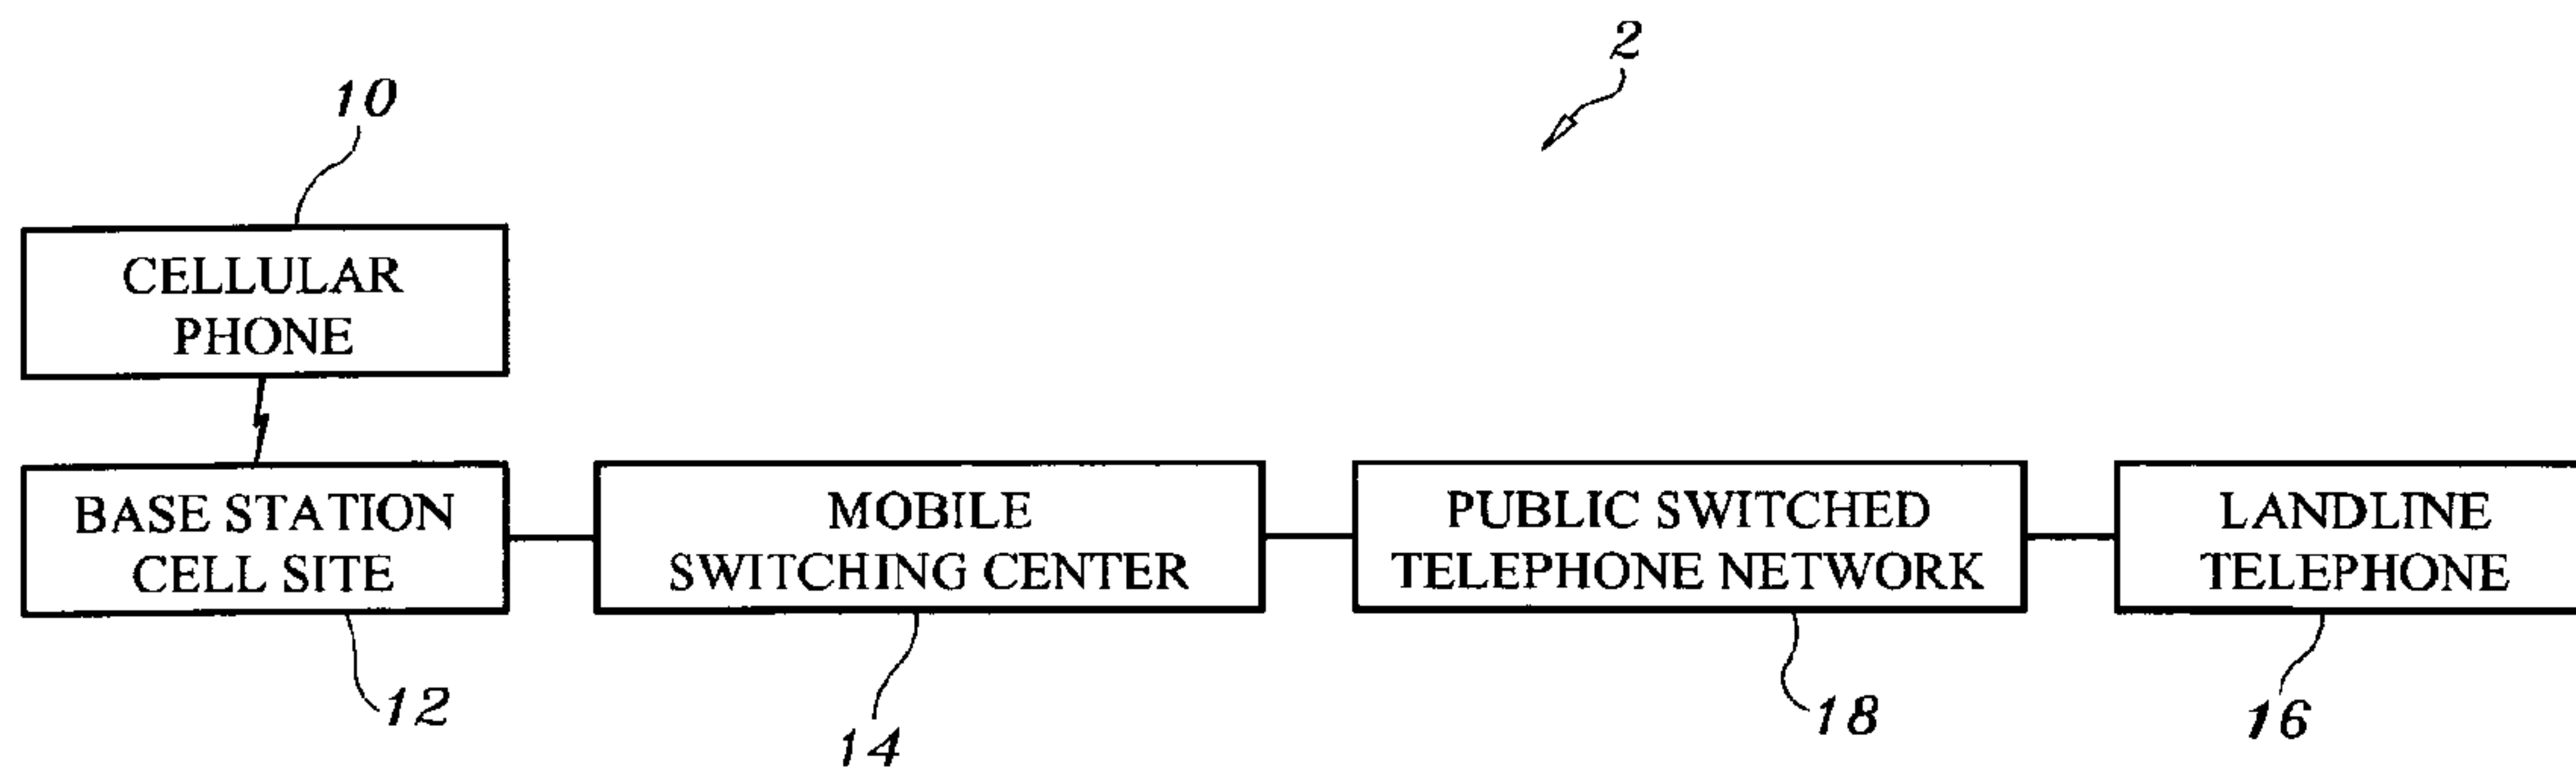 2
10
CELLULAR
PHONE
BASE STATION
CELL SITE
MOBILE
SWITCHING CENTER
PUBLIC SWITCHED
TELEPHONE NETWORK
LANDLINE
TELEPHONE
12
14
18
16